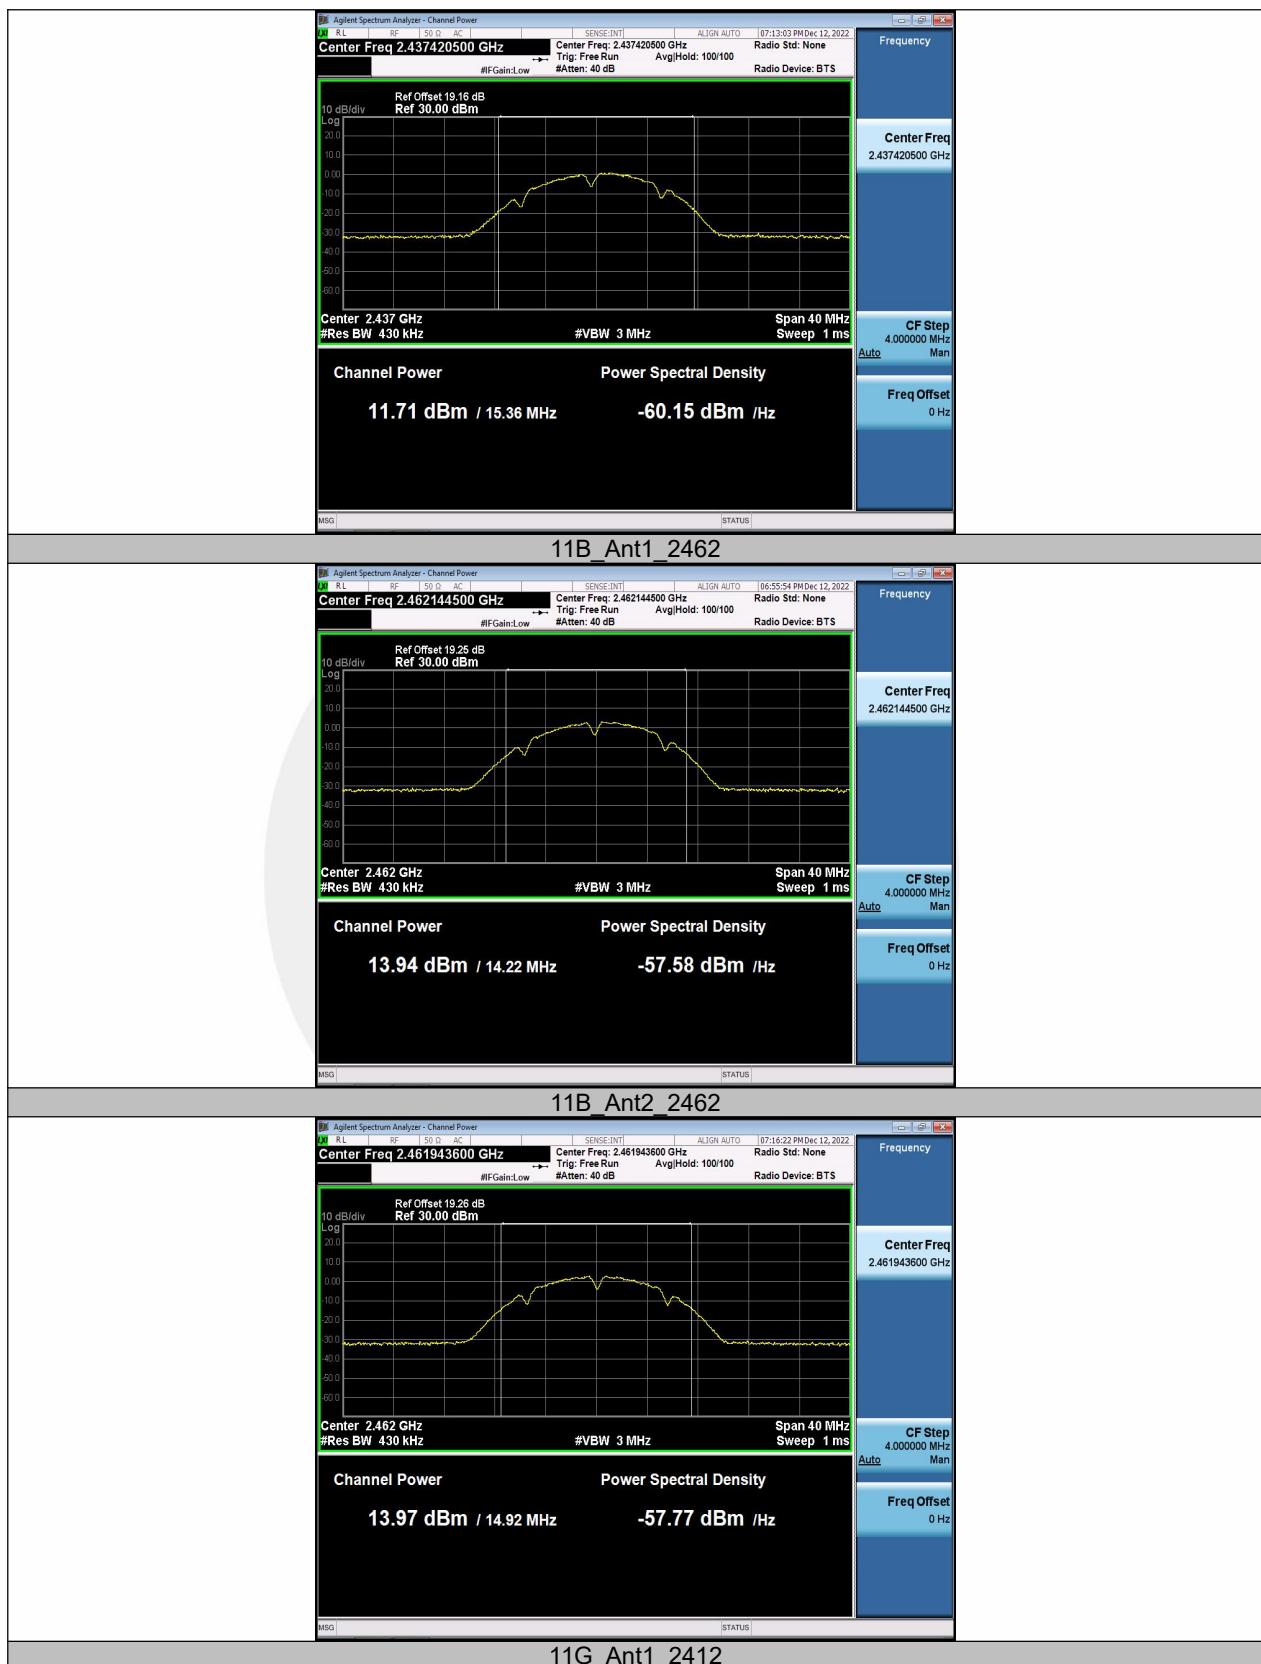 Agilent Spectrum Analyzer - Channel Power
LXI RL RF 50 Ω AC SENSE:INT ALIGN AUTO 07:13:03 PM Dec 12, 2022
Center Freq 2.437420500 GHz Center Freq: 2.437420500 GHz Radio Std: None Frequency
Trig: Free Run Avg|Hold: 100/100
#IFGain:Low #Atten: 40 dB Radio Device: BTS
Ref Offset 19.16 dB
10 dB/div Ref 30.00 dBm
Log
20.0
Center Freq
2.437420500 GHz
10.0
0.00
-10.0
-20.0
-30.0
-40.0
-50.0
-60.0
Center 2.437 GHz Span 40 MHz
#Res BW 430 kHz #VBW 3 MHz Sweep 1 ms
CF Step
4.000000 MHz
Auto Man
Channel Power Power Spectral Density
Freq Offset
0 Hz
11.71 dBm / 15.36 MHz -60.15 dBm /Hz
MSG STATUS
11B_Ant1_2462
Agilent Spectrum Analyzer - Channel Power
LXI RL RF 50 Ω AC SENSE:INT ALIGN AUTO 06:55:54 PM Dec 12, 2022
Center Freq 2.462144500 GHz Center Freq: 2.462144500 GHz Radio Std: None Frequency
Trig: Free Run Avg|Hold: 100/100
#IFGain:Low #Atten: 40 dB Radio Device: BTS
Ref Offset 19.25 dB
10 dB/div Ref 30.00 dBm
Log
20.0
Center Freq
2.462144500 GHz
10.0
0.00
-10.0
-20.0
-30.0
-40.0
-50.0
-60.0
Center 2.462 GHz Span 40 MHz
#Res BW 430 kHz #VBW 3 MHz Sweep 1 ms
CF Step
4.000000 MHz
Auto Man
Channel Power Power Spectral Density
Freq Offset
0 Hz
13.94 dBm / 14.22 MHz -57.58 dBm /Hz
MSG STATUS
11B_Ant2_2462
Agilent Spectrum Analyzer - Channel Power
LXI RL RF 50 Ω AC SENSE:INT ALIGN AUTO 07:16:22 PM Dec 12, 2022
Center Freq 2.461943600 GHz Center Freq: 2.461943600 GHz Radio Std: None Frequency
Trig: Free Run Avg|Hold: 100/100
#IFGain:Low #Atten: 40 dB Radio Device: BTS
Ref Offset 19.26 dB
10 dB/div Ref 30.00 dBm
Log
20.0
Center Freq
2.461943600 GHz
10.0
0.00
-10.0
-20.0
-30.0
-40.0
-50.0
-60.0
Center 2.462 GHz Span 40 MHz
#Res BW 430 kHz #VBW 3 MHz Sweep 1 ms
CF Step
4.000000 MHz
Auto Man
Channel Power Power Spectral Density
Freq Offset
0 Hz
13.97 dBm / 14.92 MHz -57.77 dBm /Hz
MSG STATUS
11G_Ant1_2412